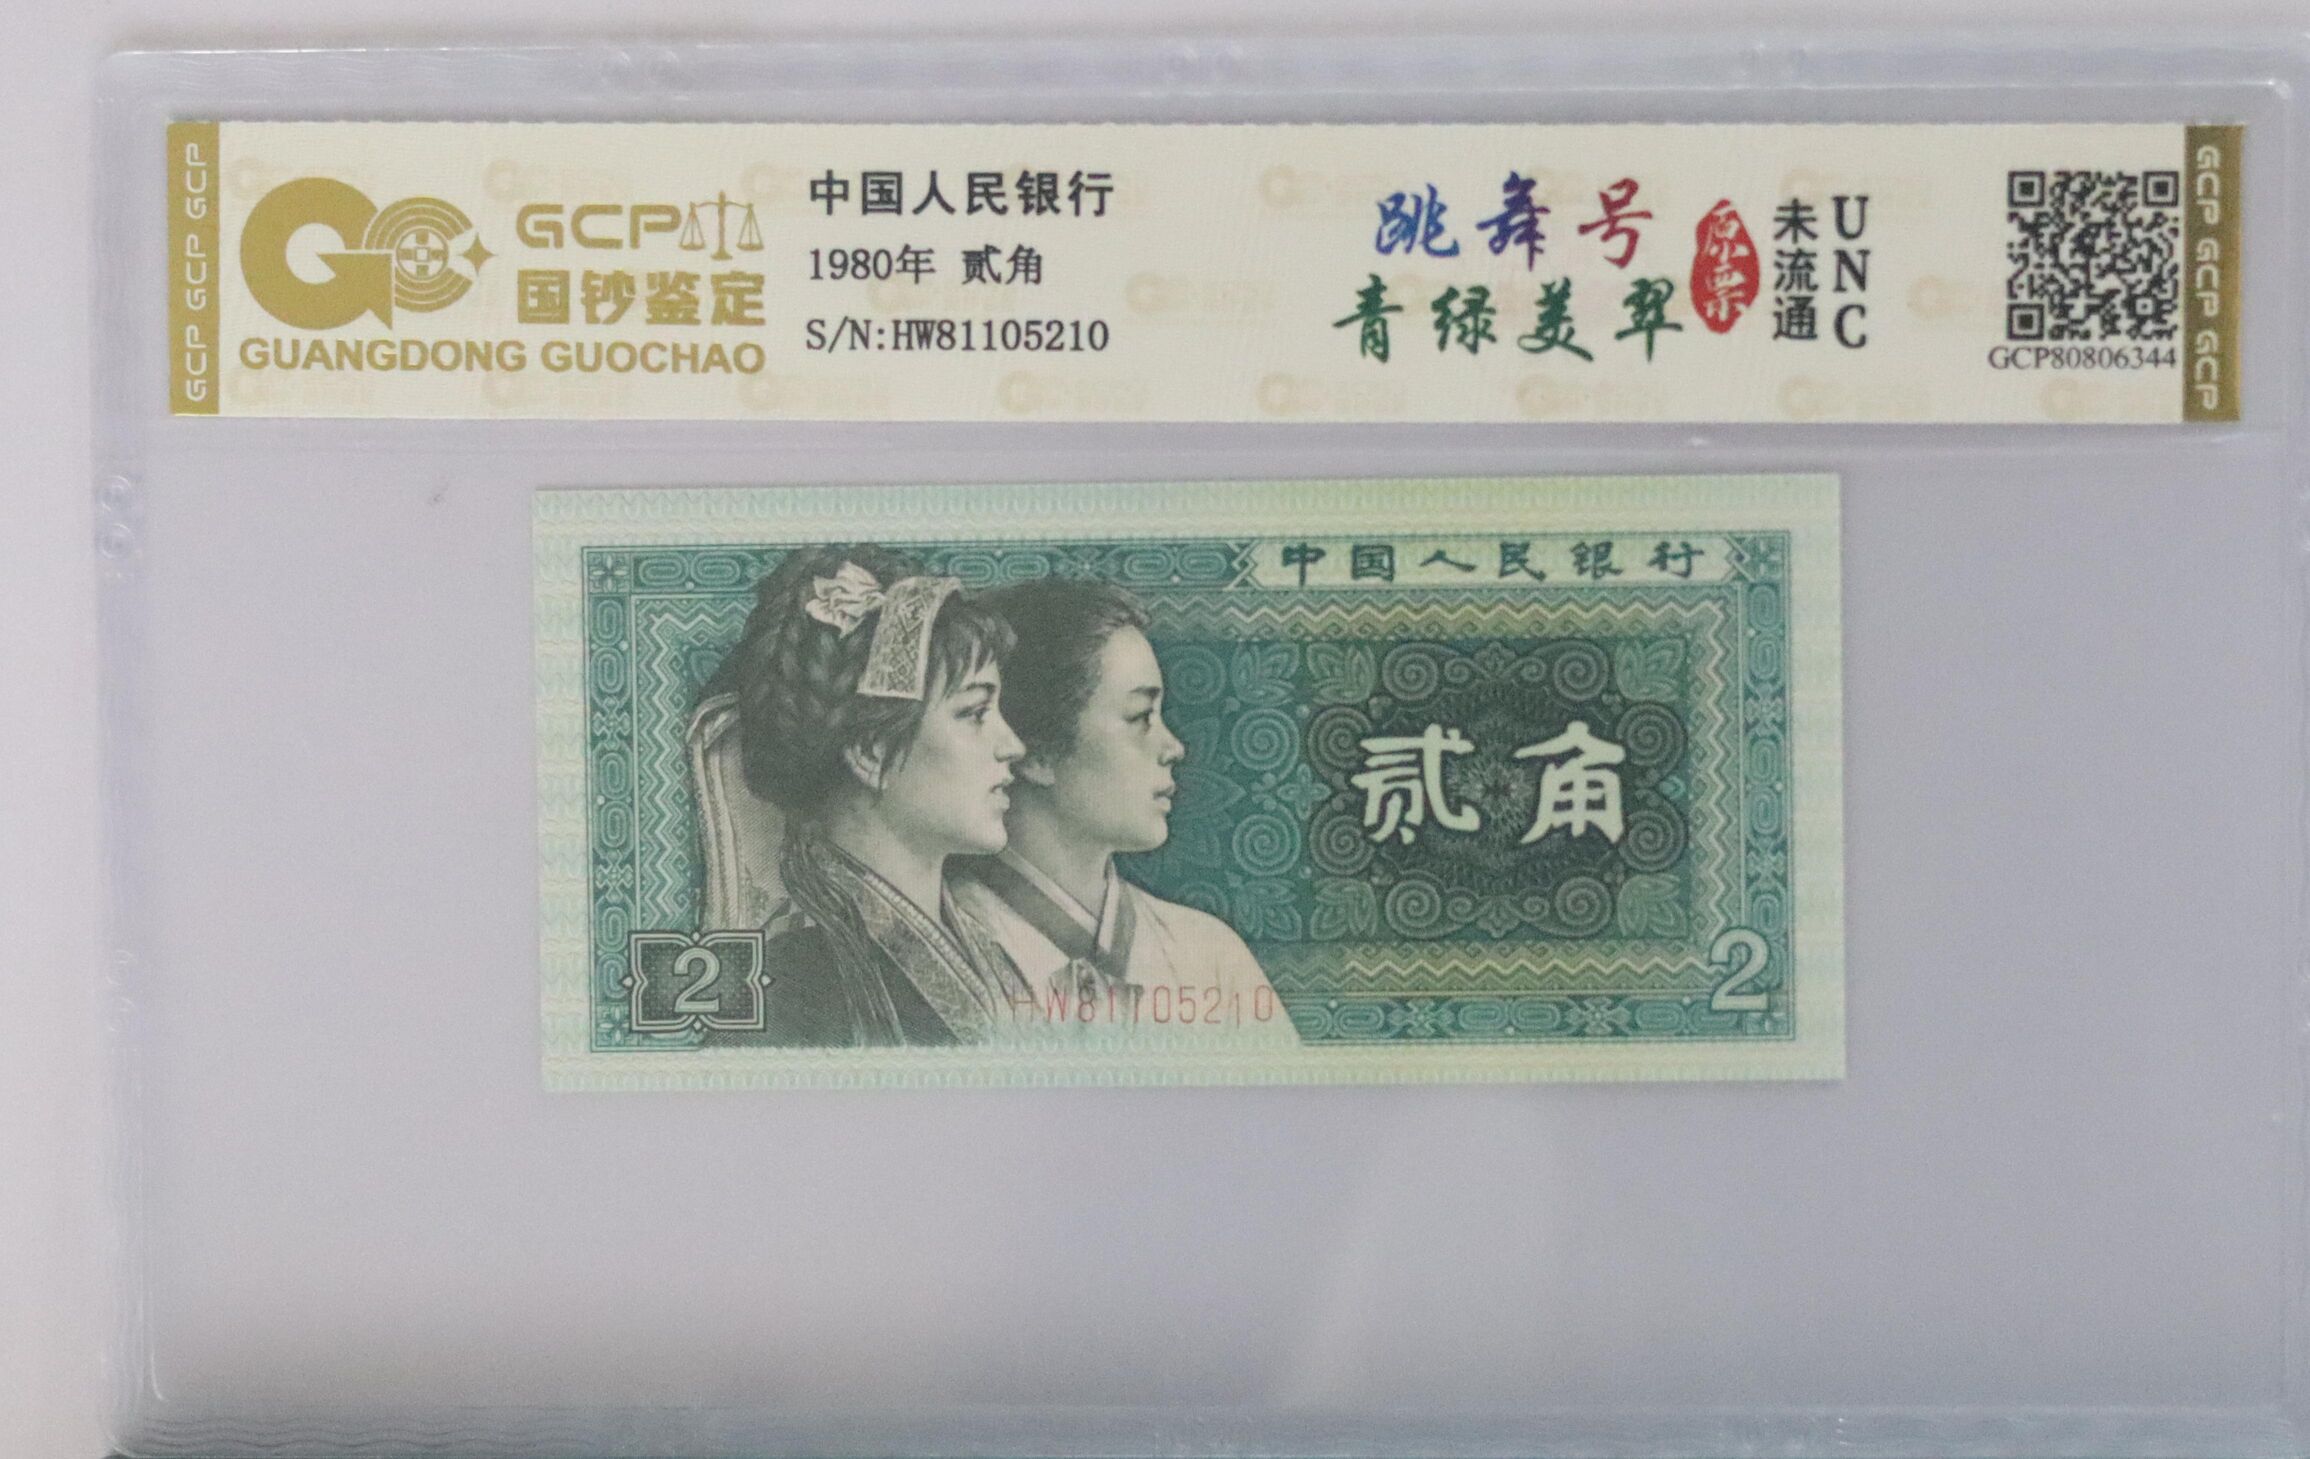 GCP GCP GCP
GCP
国钞鉴定
GUANGDONG GUOCHAO
中国人民银行
1980年 贰角
S/N:HW81105210
跳舞号
青绿美翠
原票
未流通
UNC
GCP80806344
GCP GCP GCP
中国人民银行
贰角
2
HW81105210
2